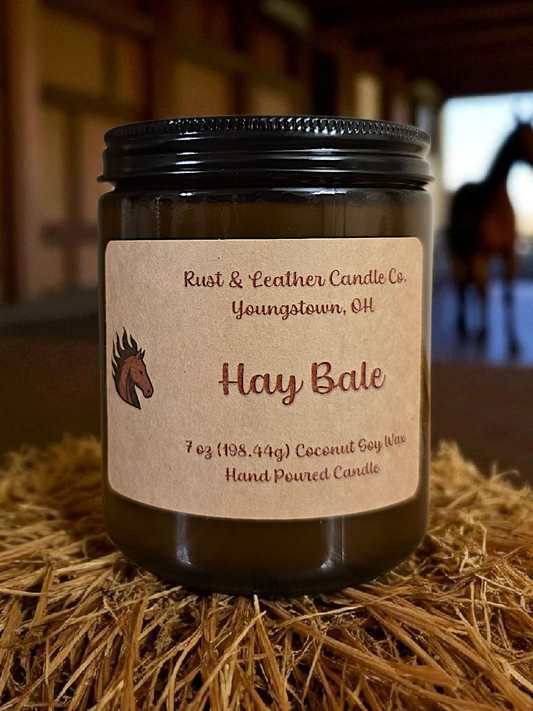 Rust & Leather Candle Co.
Youngstown, OH
Hay Bale
7 oz (198.44g) Coconut Soy Wax
Hand Poured Candle